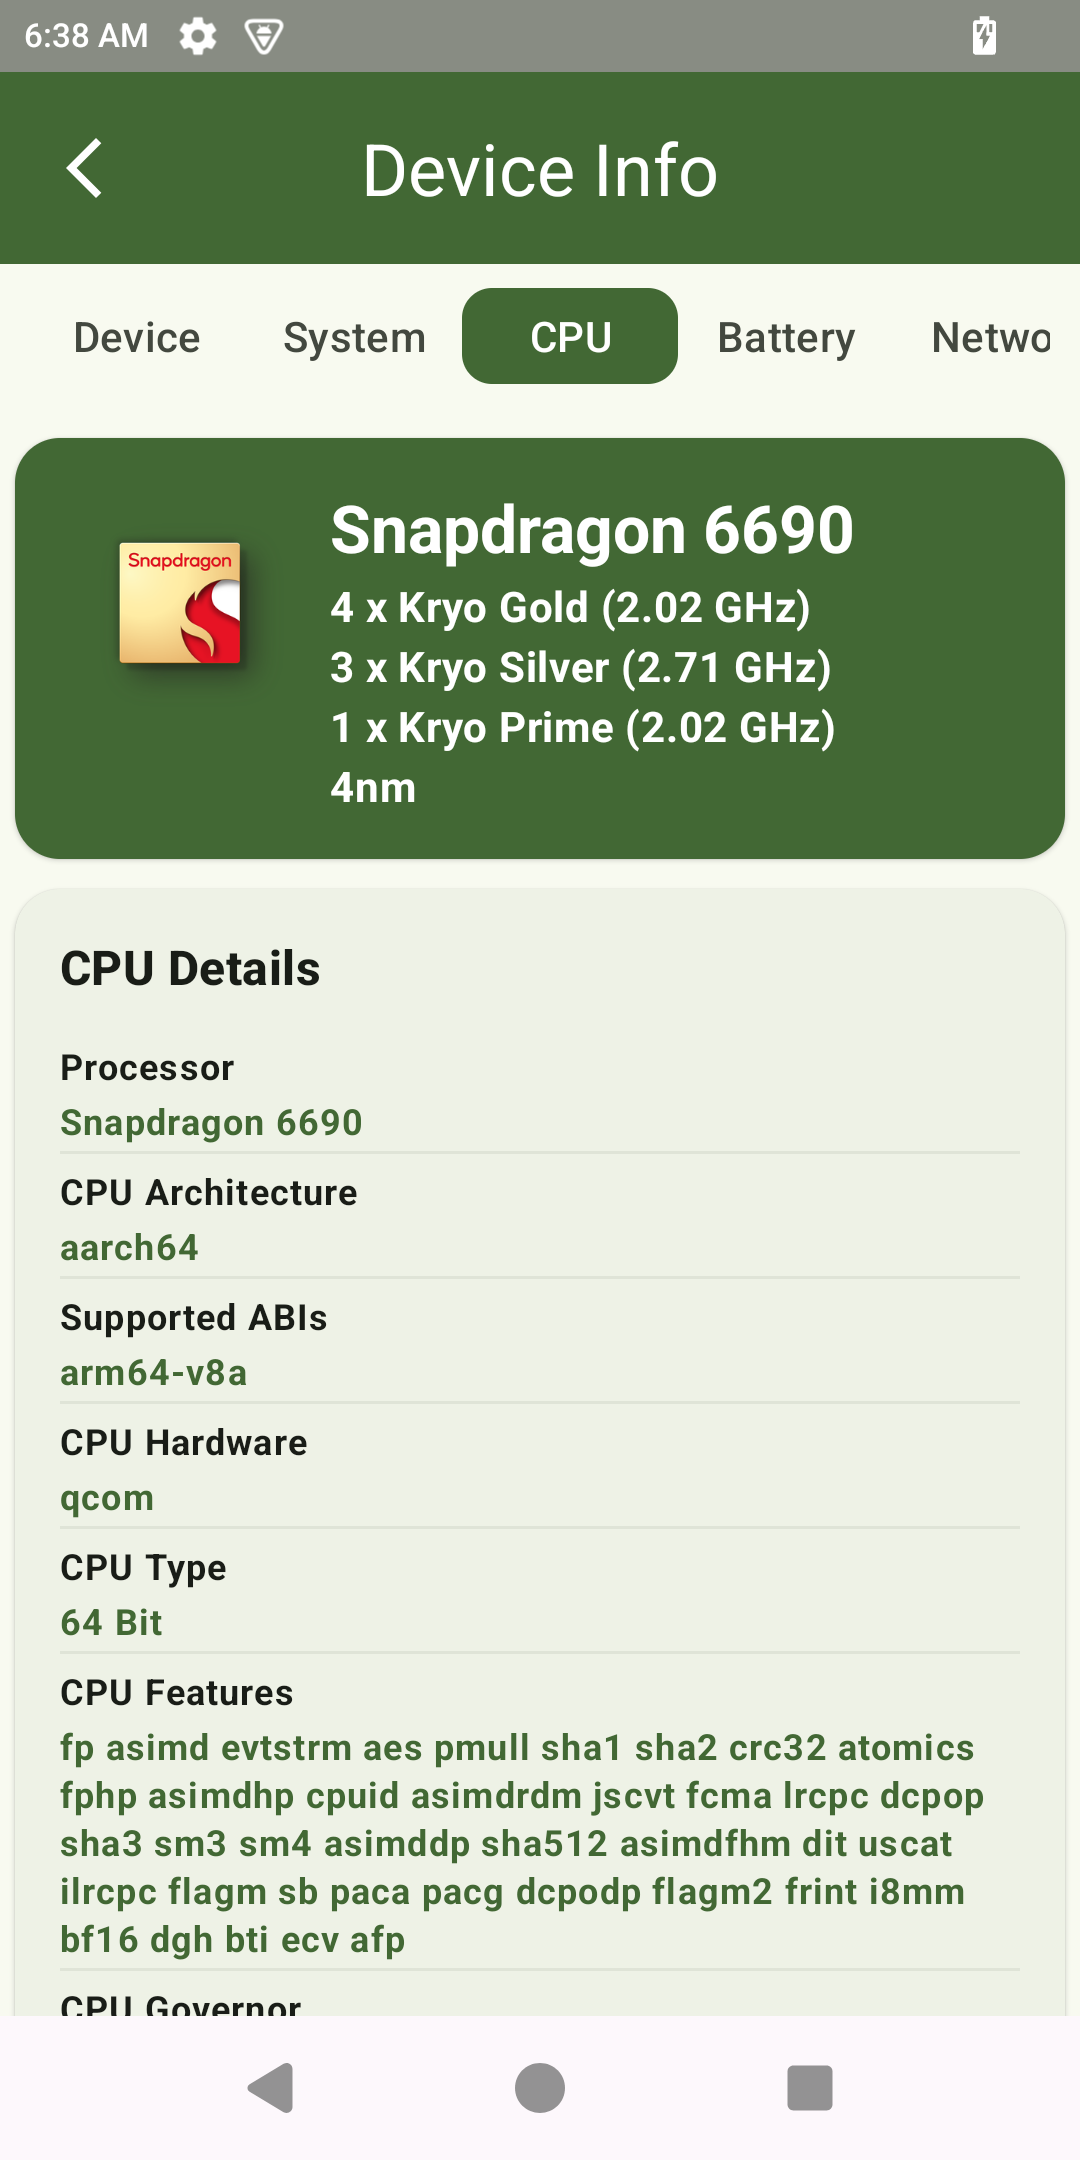 6:38 AM
Device Info
Device System CPU Battery Netwo
Snapdragon
Snapdragon 6690
4 x Kryo Gold (2.02 GHz)
3 x Kryo Silver (2.71 GHz)
1 x Kryo Prime (2.02 GHz)
4nm
CPU Details
Processor
Snapdragon 6690
CPU Architecture
aarch64
Supported ABIs
arm64-v8a
CPU Hardware
qcom
CPU Type
64 Bit
CPU Features
fp asimd evtstrm aes pmull sha1 sha2 crc32 atomics
fphp asimdhp cpuid asimdrdm jscvt fcma lrcpc dcpop
sha3 sm3 sm4 asimddp sha512 asimdfhm dit uscat
ilrcpc flagm sb paca pacg dcpodp flagm2 frint i8mm
bf16 dgh bti ecv afp
CPU Governor